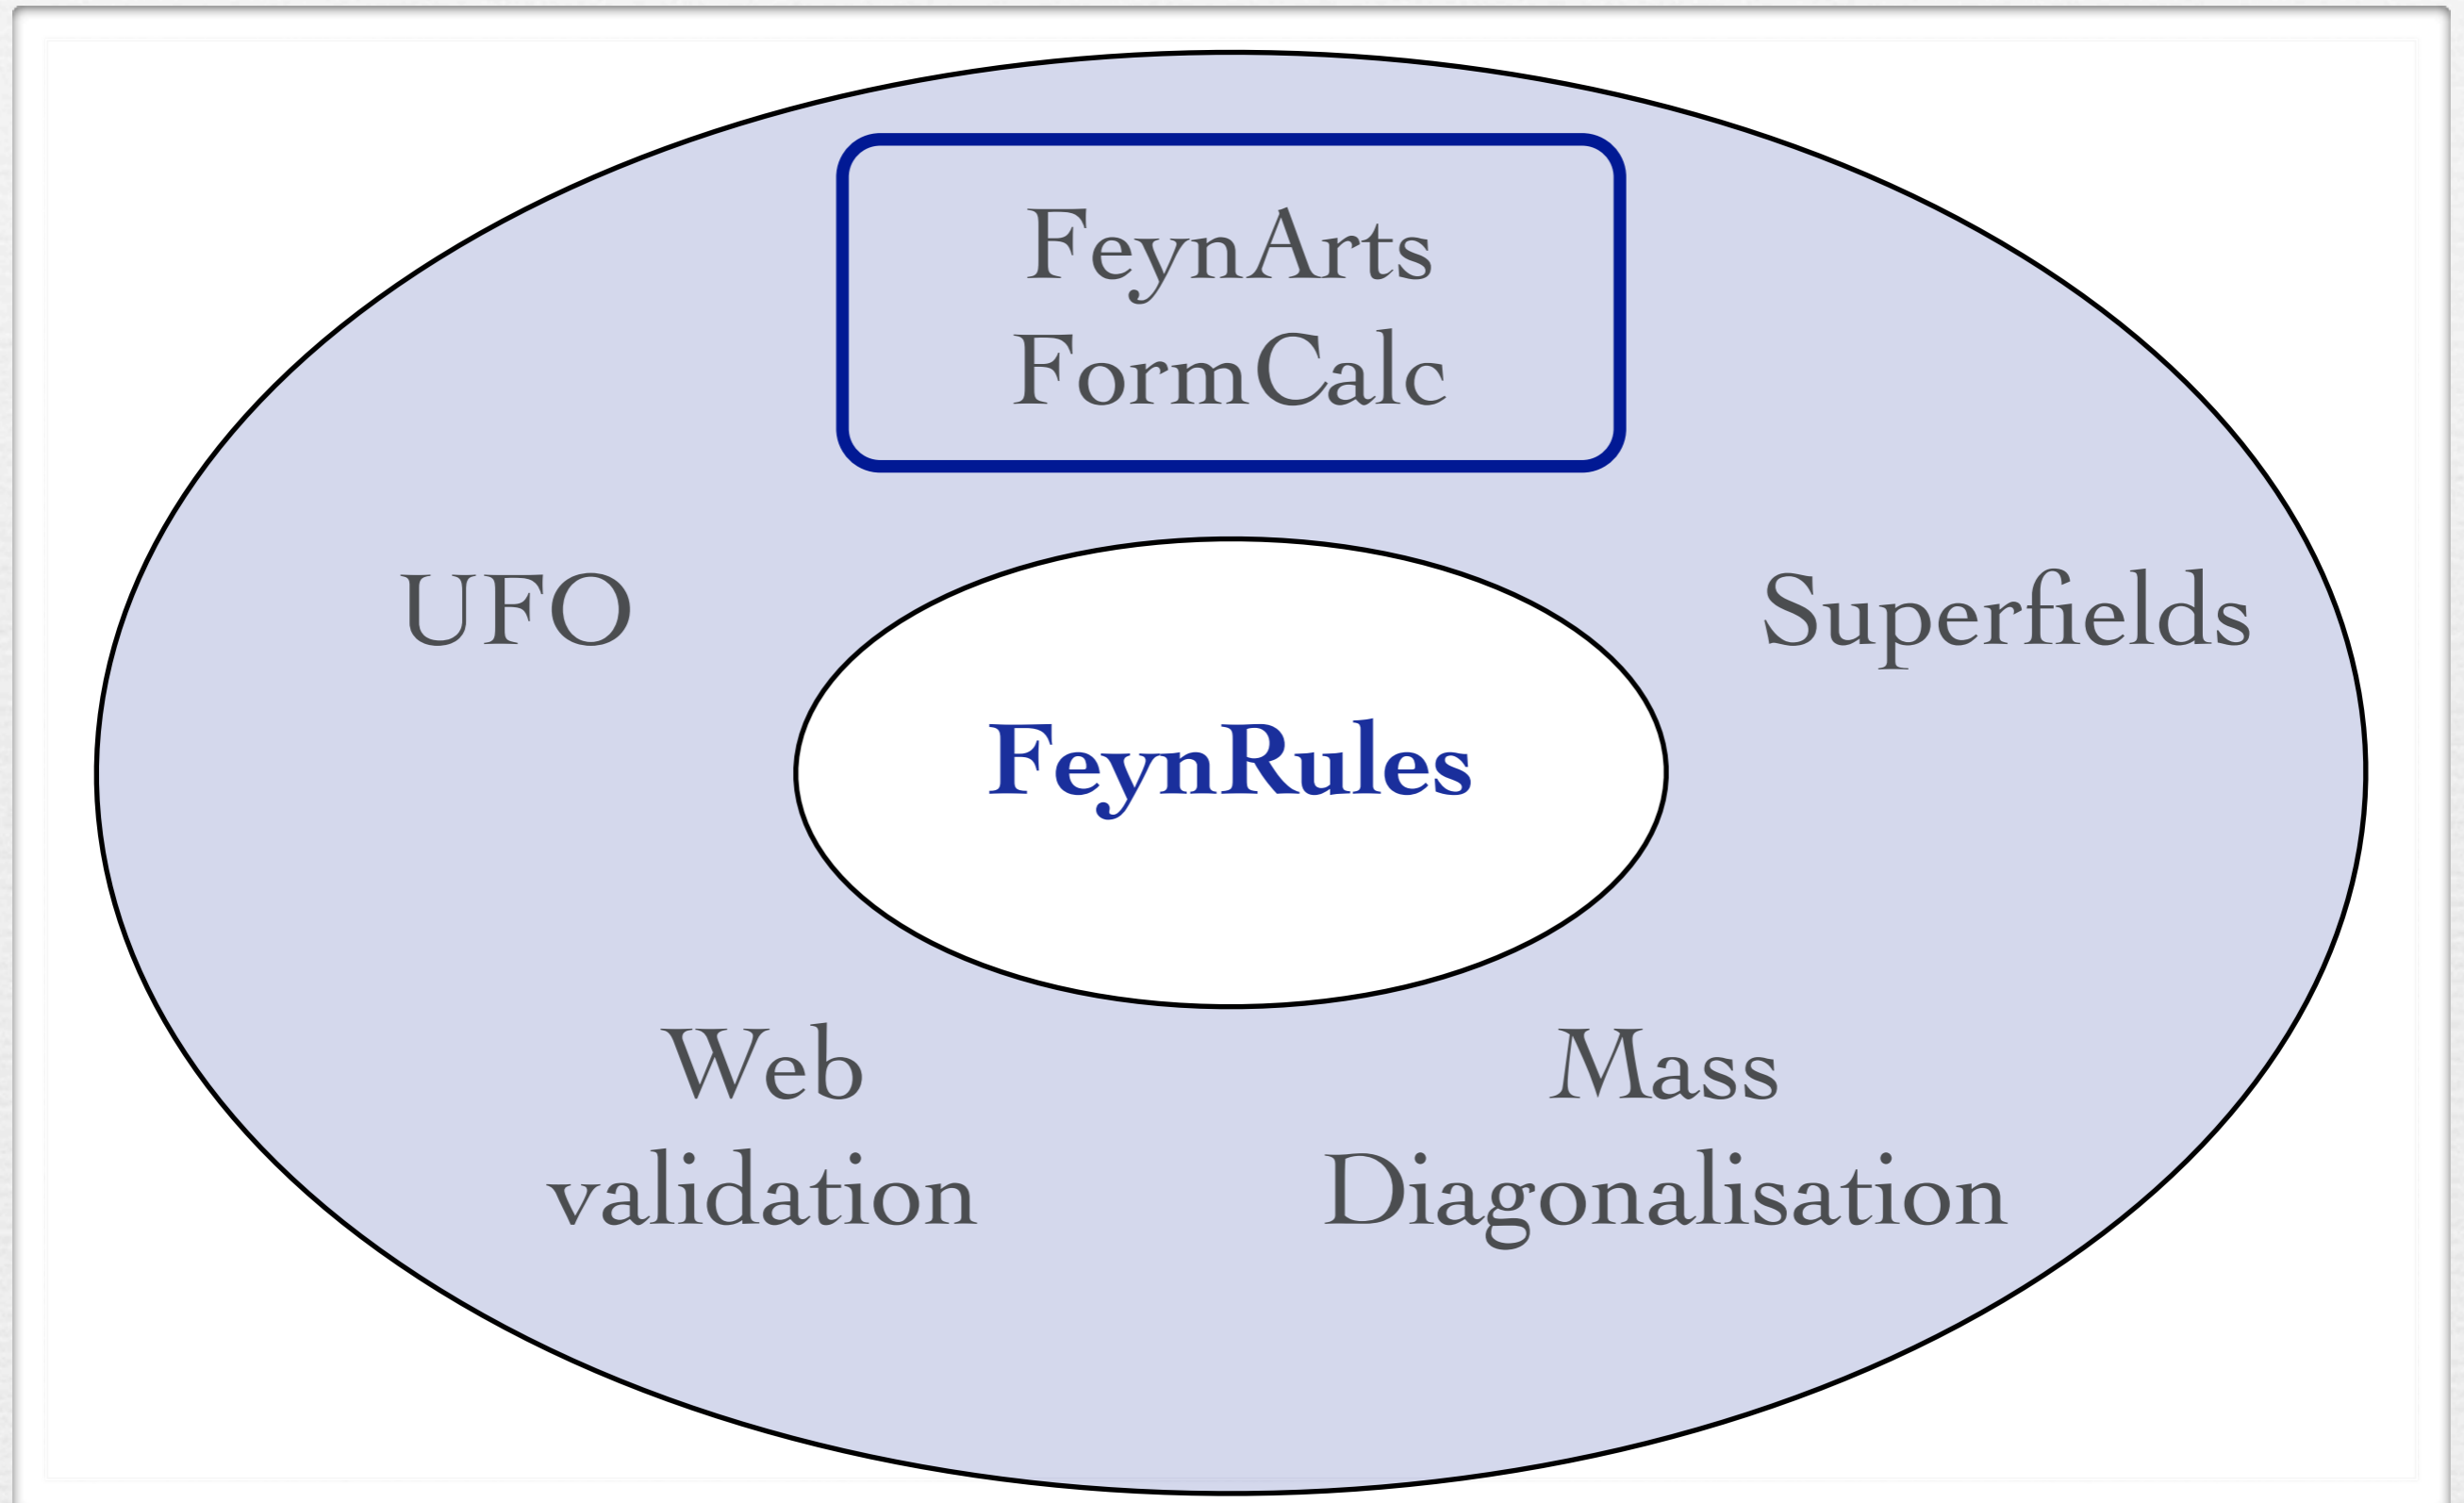 FeynArts
FormCalc
UFO
Superfields
FeynRules
Web
validation
Mass
Diagonalisation